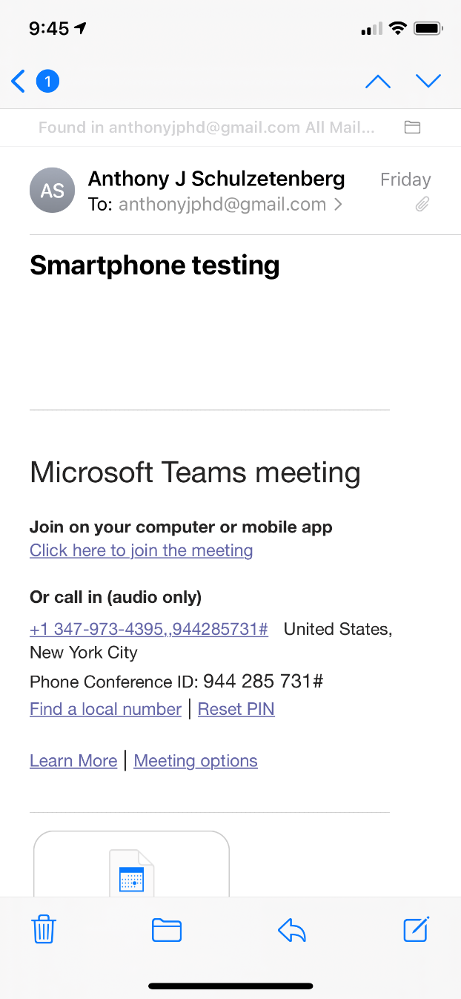 9:45
1
Found in anthonyjphd@gmail.com All Mail...
AS
Anthony J Schulzetenberg
Friday
To: anthonyjphd@gmail.com
Smartphone testing
Microsoft Teams meeting
Join on your computer or mobile app
Click here to join the meeting
Or call in (audio only)
+1 347-973-4395,,944285731# United States,
New York City
Phone Conference ID: 944 285 731#
Find a local number | Reset PIN
Learn More | Meeting options